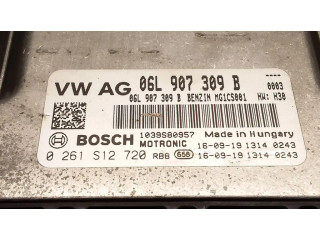 VW AG 06L 907 309 B
06L 907 309 B BENZIN MG1CS001
0003
HW: H30
BOSCH
1039S80957
MOTRONIC
Made in Hungary
16-09-19 1314 0243
0 261 S12 720 RBB 650 16-09-19 1314 0243